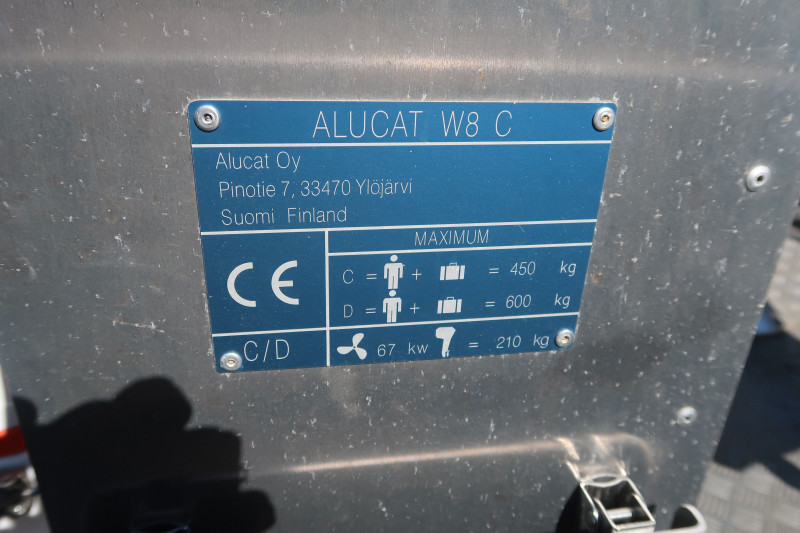 ALUCAT W8 C
Alucat Oy
Pinotie 7, 33470 Ylöjärvi
Suomi Finland
CE
MAXIMUM
C = + = 450 kg
D = + = 600 kg
C/D
67 kw = 210 kg